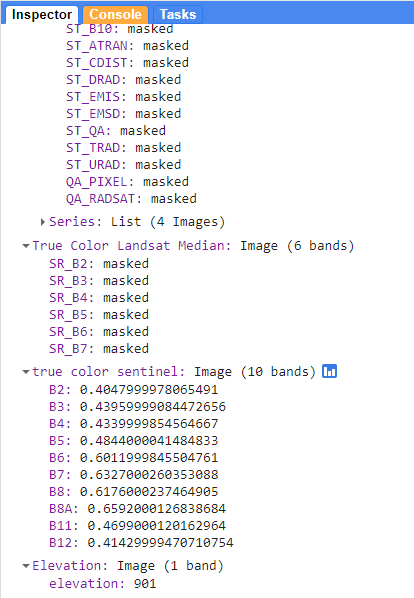 Inspector Console Tasks
ST_B10: masked
ST_ATRAN: masked
ST_CDIST: masked
ST_DRAD: masked
ST_EMIS: masked
ST_EMSD: masked
ST_QA: masked
ST_TRAD: masked
ST_URAD: masked
QA_PIXEL: masked
QA_RADSAT: masked
Series: List (4 Images)
True Color Landsat Median: Image (6 bands)
SR_B2: masked
SR_B3: masked
SR_B4: masked
SR_B5: masked
SR_B6: masked
SR_B7: masked
true color sentinel: Image (10 bands)
B2: 0.4047999978065491
B3: 0.43959999084472656
B4: 0.4339999854564667
B5: 0.4844000041484833
B6: 0.6011999845504761
B7: 0.6327000260353088
B8: 0.6176000237464905
B8A: 0.6592000126838684
B11: 0.4699000120162964
B12: 0.41429999470710754
Elevation: Image (1 band)
elevation: 901